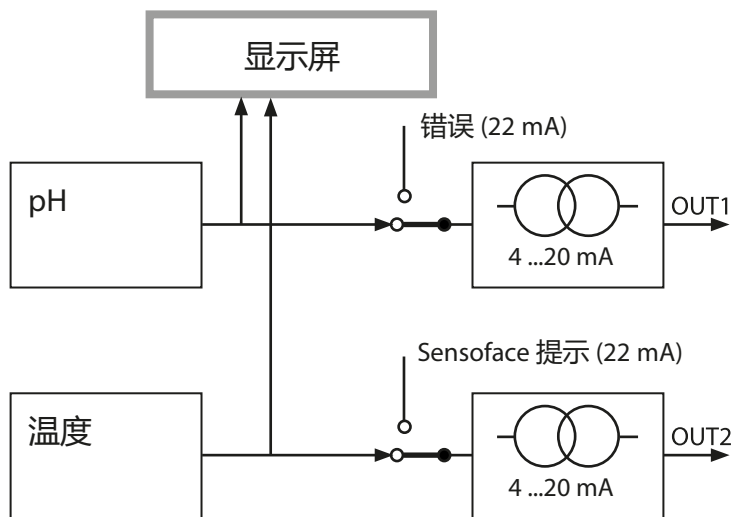 显示屏
错误 (22 mA)
pH
OUT1
4 ...20 mA
Sensoface 提示 (22 mA)
温度
OUT2
4 ...20 mA